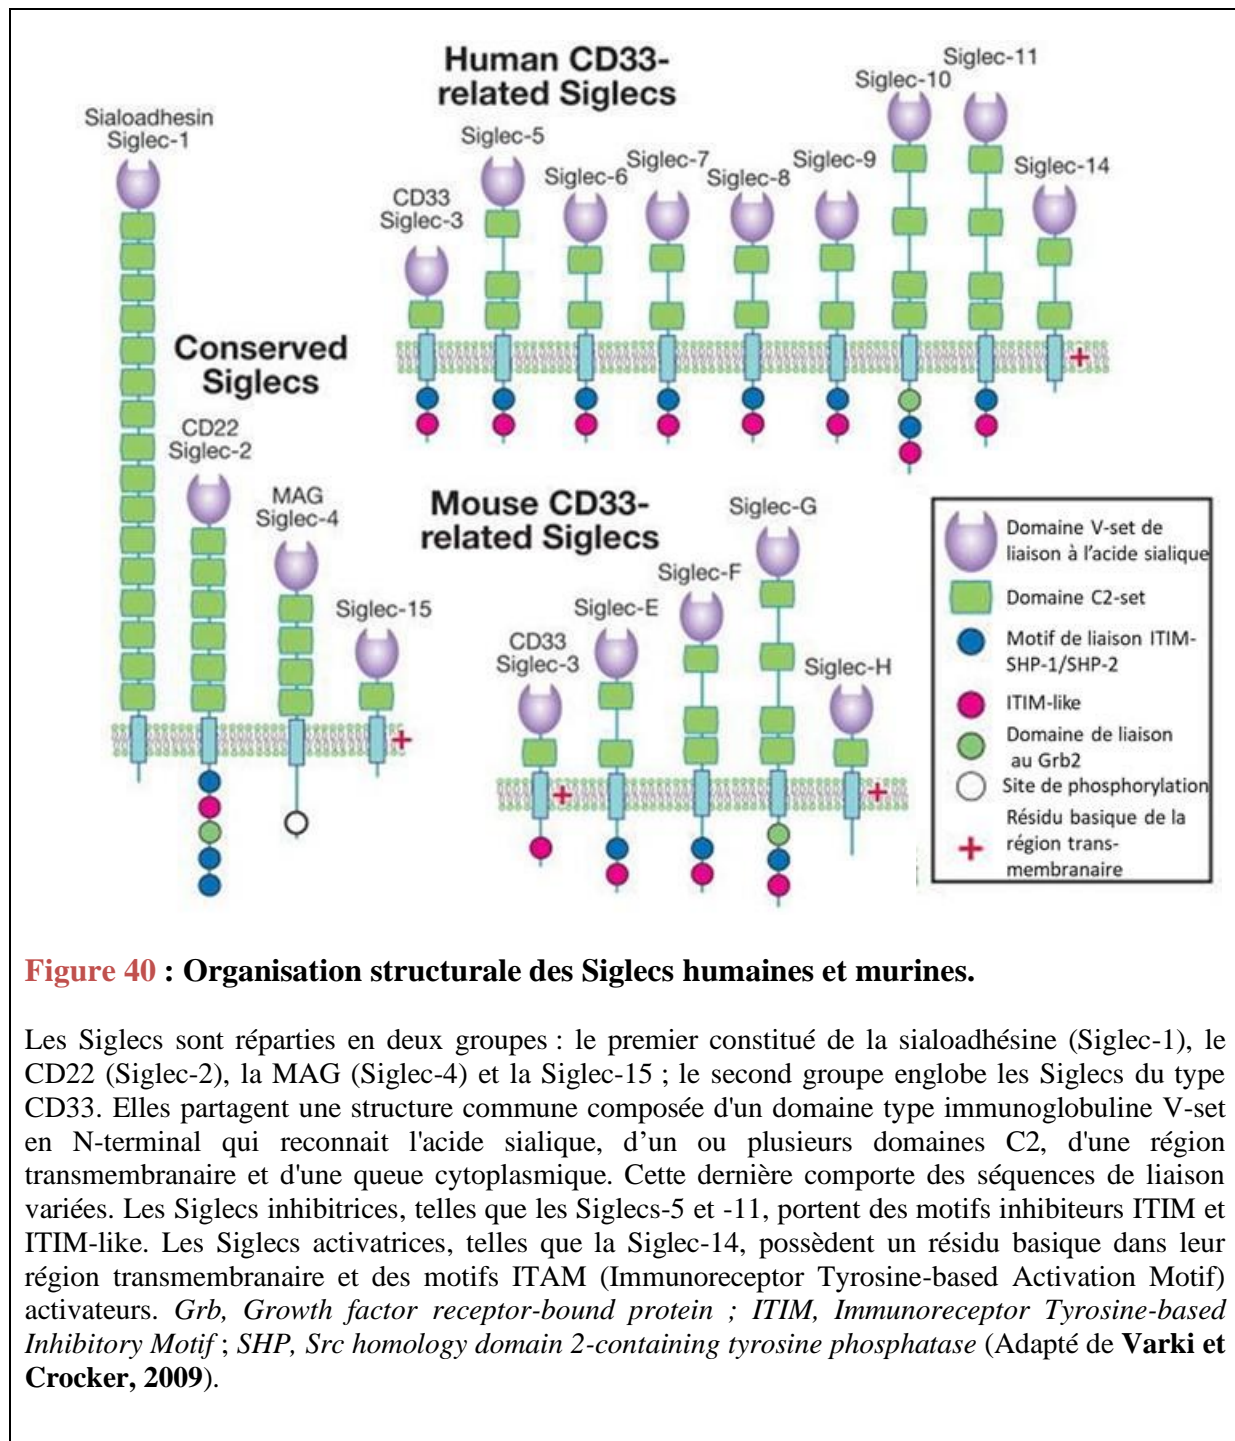 Human CD33-
related Siglecs
Sialoadhesin
Siglec-1
CD33
Siglec-3
Siglec-5
Siglec-6
Siglec-7
Siglec-8
Siglec-9
Siglec-10
Siglec-11
Siglec-14
+
Conserved
Siglecs
CD22
Siglec-2
MAG
Siglec-4
Siglec-15
+
Mouse CD33-
related Siglecs
CD33
Siglec-3
+
Siglec-E
Siglec-F
Siglec-G
Siglec-H
+
Domaine V-set de
liaison à l'acide sialique
Domaine C2-set
Motif de liaison ITIM-
SHP-1/SHP-2
ITIM-like
Domaine de liaison
au Grb2
Site de phosphorylation
+
Résidu basique de la
région trans-
membranaire
Figure 40 : Organisation structurale des Siglecs humaines et murines.
Les Siglecs sont réparties en deux groupes : le premier constitué de la sialoadhésine (Siglec-1), le
CD22 (Siglec-2), la MAG (Siglec-4) et la Siglec-15 ; le second groupe englobe les Siglecs du type
CD33. Elles partagent une structure commune composée d'un domaine type immunoglobuline V-set
en N-terminal qui reconnait l'acide sialique, d’un ou plusieurs domaines C2, d'une région
transmembranaire et d'une queue cytoplasmique. Cette dernière comporte des séquences de liaison
variées. Les Siglecs inhibitrices, telles que les Siglecs-5 et -11, portent des motifs inhibiteurs ITIM et
ITIM-like. Les Siglecs activatrices, telles que la Siglec-14, possèdent un résidu basique dans leur
région transmembranaire et des motifs ITAM (Immunoreceptor Tyrosine-based Activation Motif)
activateurs. Grb, Growth factor receptor-bound protein ; ITIM, Immunoreceptor Tyrosine-based
Inhibitory Motif ; SHP, Src homology domain 2-containing tyrosine phosphatase (Adapté de Varki et
Crocker, 2009).